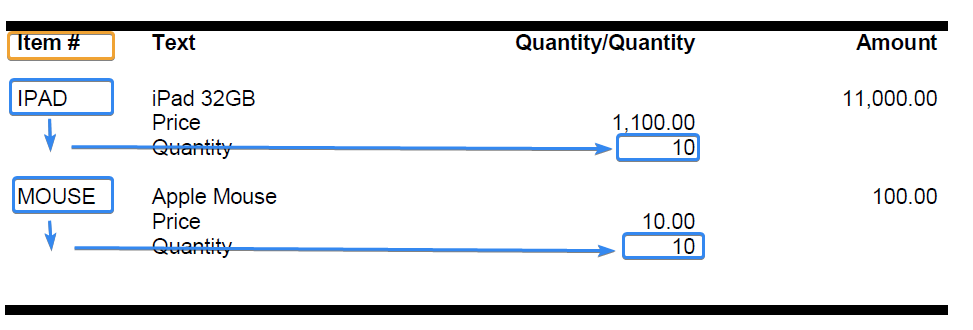 Item # Text Quantity/Quantity Amount
IPAD iPad 32GB 11,000.00
Price 1,100.00
Quantity 10
MOUSE Apple Mouse 100.00
Price 10.00
Quantity 10